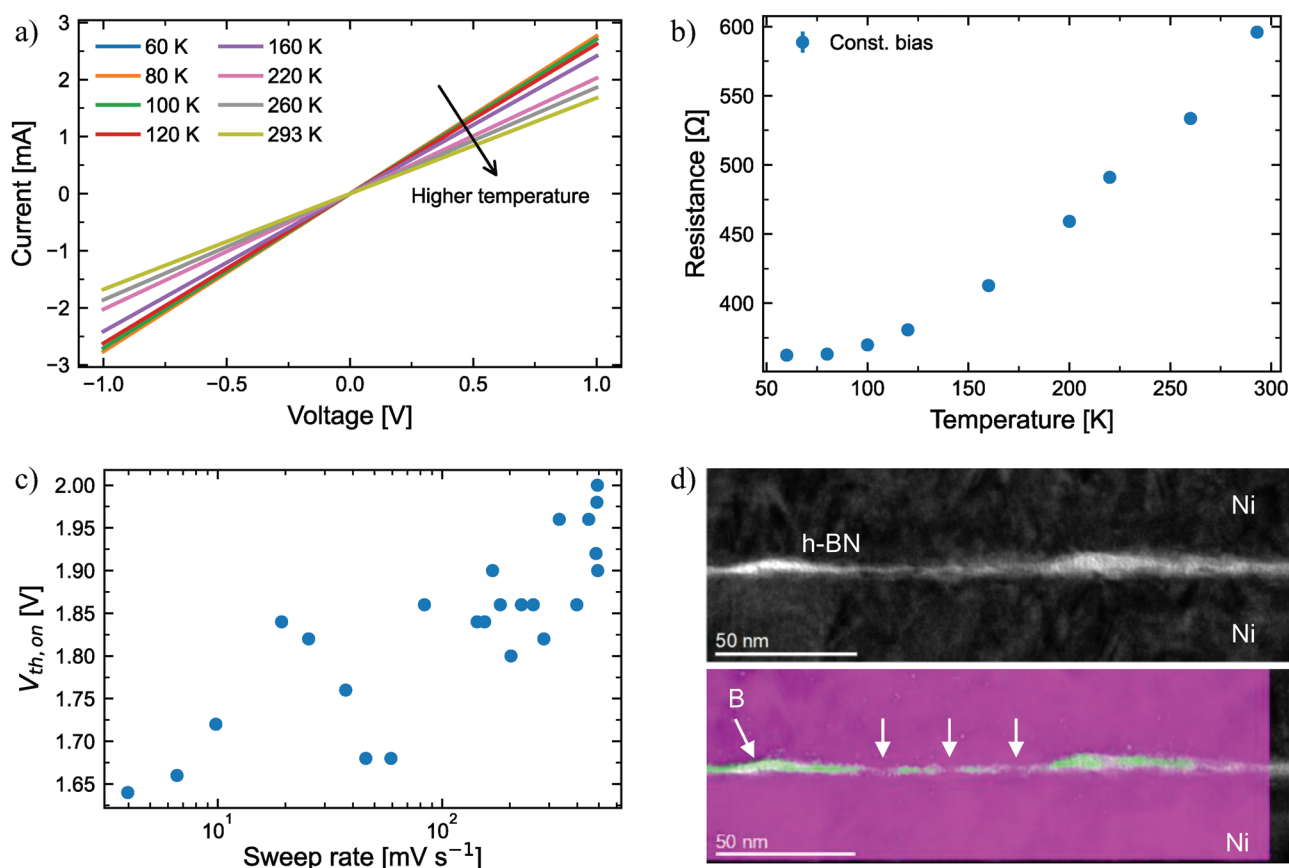 a)
3
2
1
0
−1
−2
−3
Current [mA]
60 K
80 K
100 K
120 K
160 K
220 K
260 K
293 K
Higher temperature
−1.0 −0.5 0.0 0.5 1.0
Voltage [V]
b)
600
550
500
450
400
Resistance [Ω]
Const. bias
50 100 150 200 250 300
Temperature [K]
c)
2.00
1.95
1.90
1.85
1.80
1.75
1.70
1.65
V_{th, on} [V]
10¹ 10²
Sweep rate [mV s⁻¹]
d)
Ni
h-BN
50 nm
Ni
B
50 nm
Ni